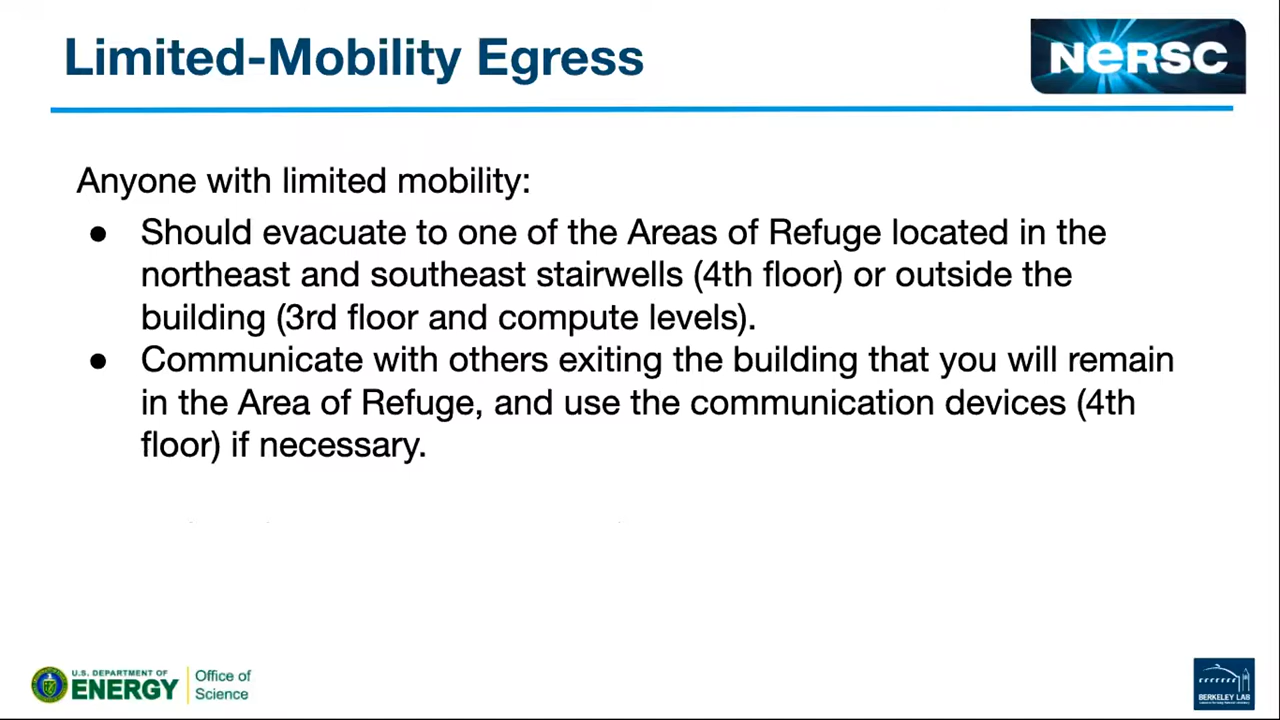 Limited-Mobility Egress
NERSC
Anyone with limited mobility:
● Should evacuate to one of the Areas of Refuge located in the
northeast and southeast stairwells (4th floor) or outside the
building (3rd floor and compute levels).
● Communicate with others exiting the building that you will remain
in the Area of Refuge, and use the communication devices (4th
floor) if necessary.
U.S. DEPARTMENT OF
ENERGY
Office of
Science
BERKELEY LAB